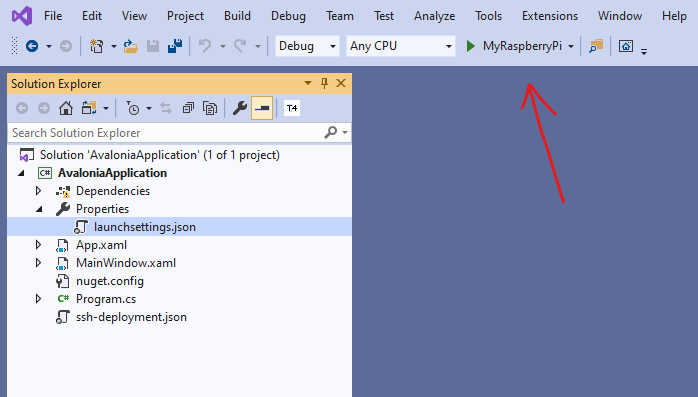 File Edit View Project Build Debug Team Test Analyze Tools Extensions Window Help
Debug Any CPU MyRaspberryPi
Solution Explorer
T4
Search Solution Explorer
Solution 'AvaloniaApplication' (1 of 1 project)
C# AvaloniaApplication
Dependencies
Properties
launchsettings.json
App.xaml
MainWindow.xaml
nuget.config
C# Program.cs
ssh-deployment.json